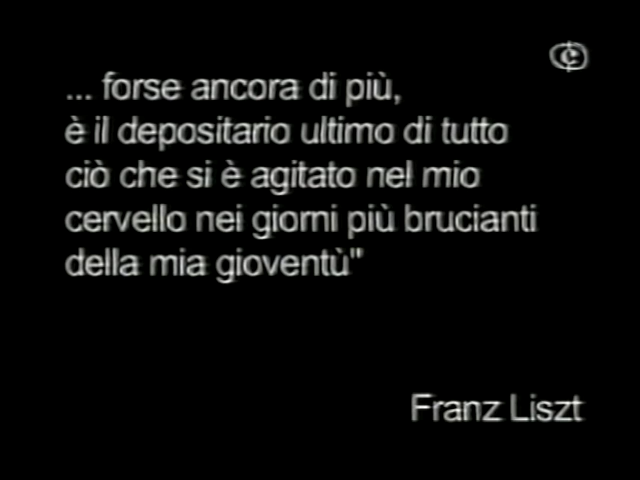 ... forse ancora di più,
è il depositario ultimo di tutto
ciò che si è agitato nel mio
cervello nei giorni più brucianti
della mia gioventù"
Franz Liszt